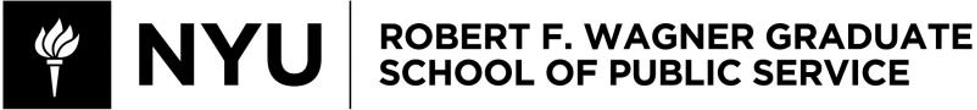 NYU
ROBERT F. WAGNER GRADUATE
SCHOOL OF PUBLIC SERVICE